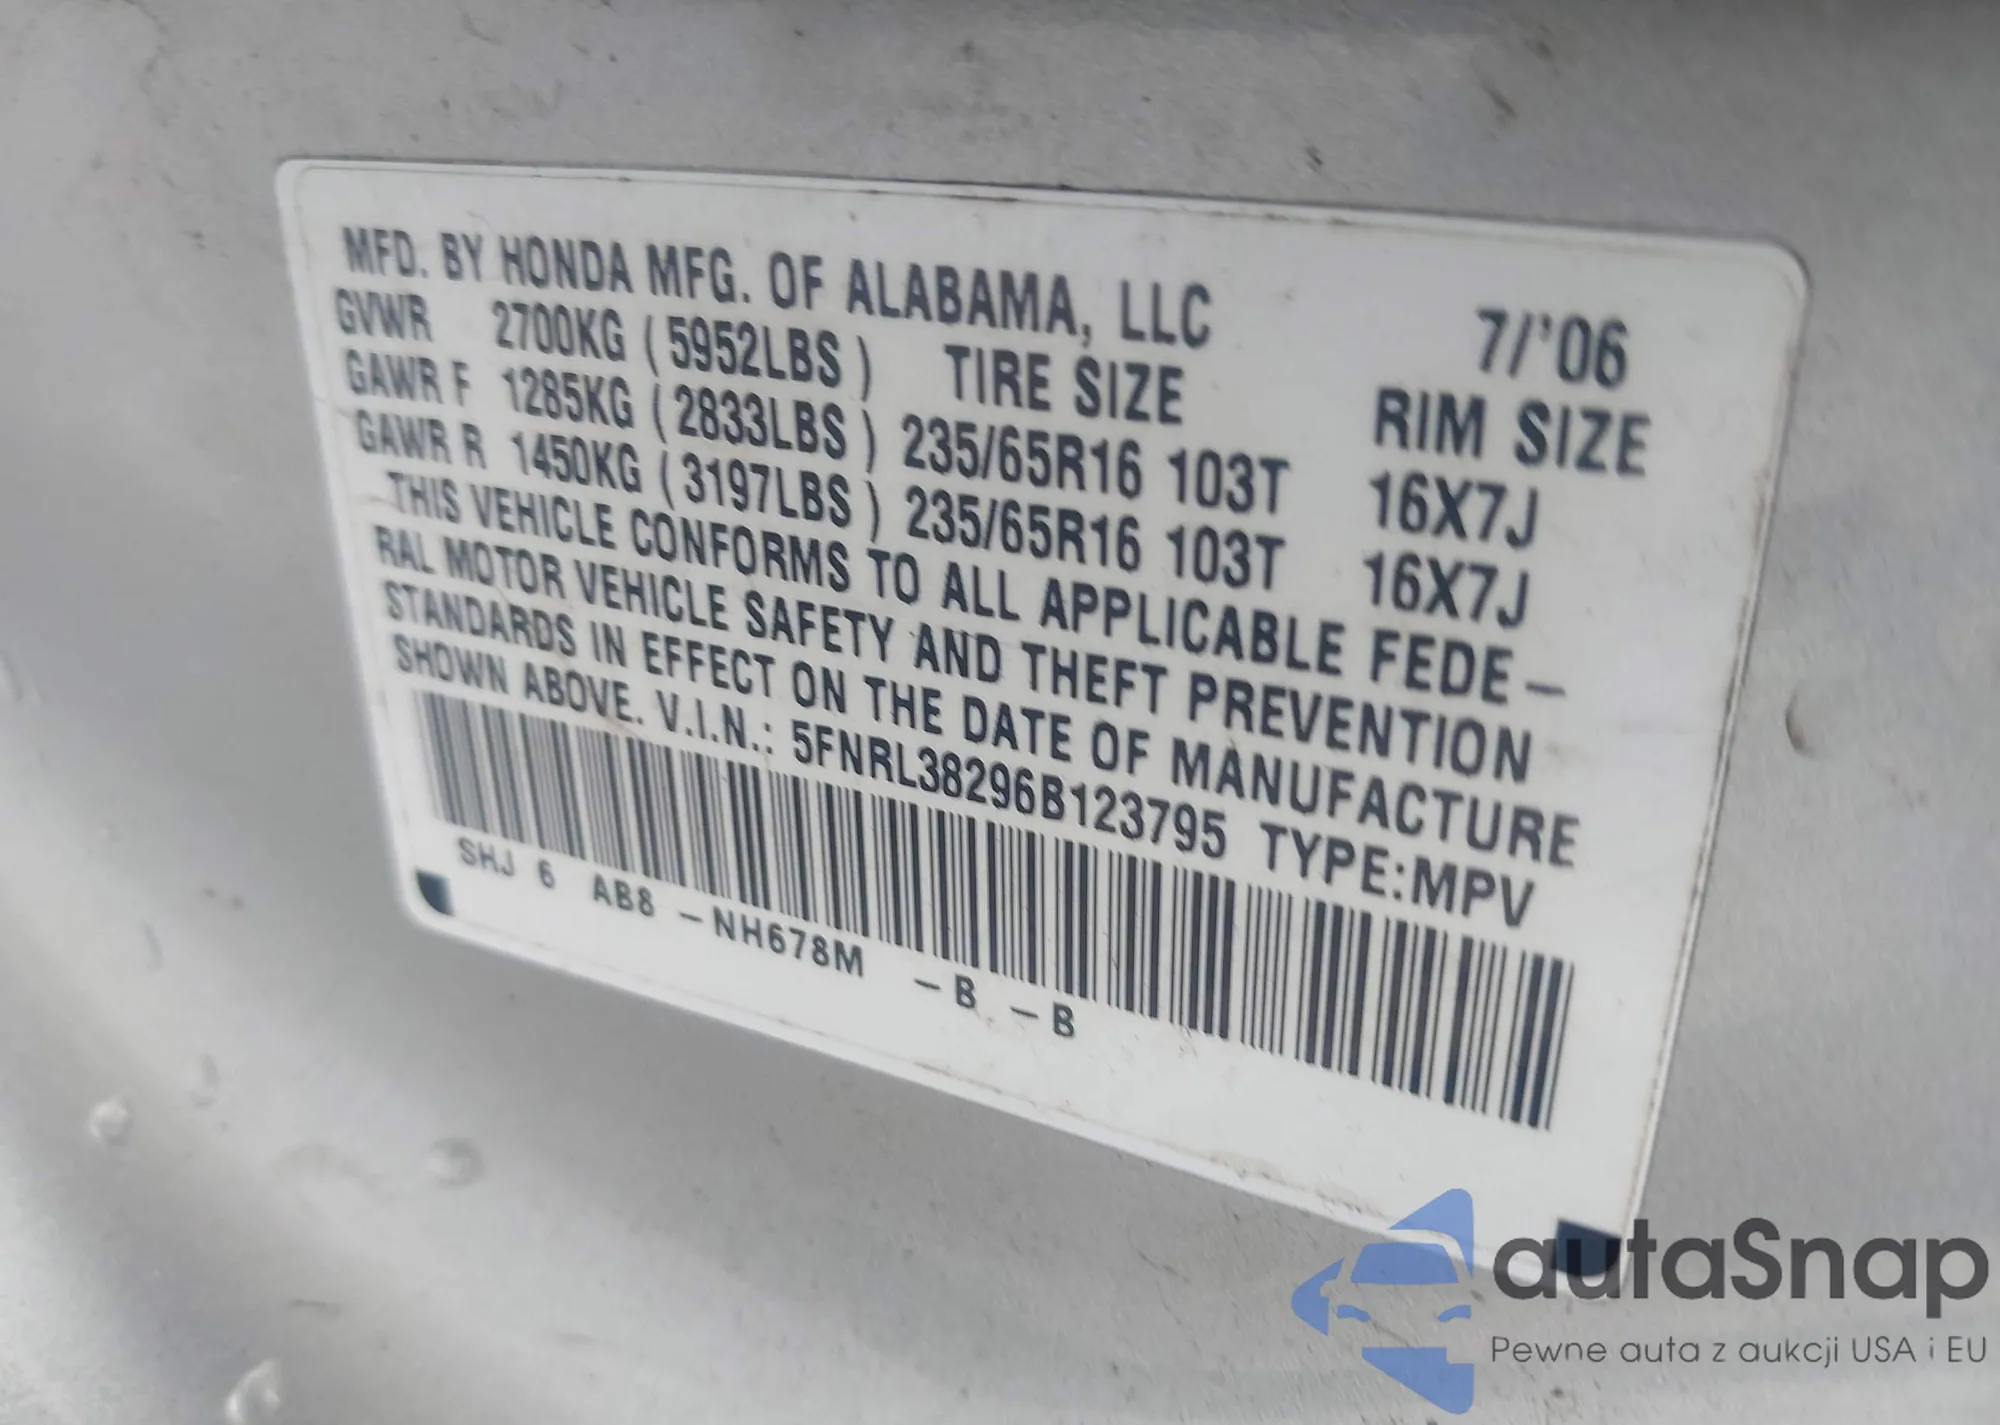 MFD. BY HONDA MFG. OF ALABAMA, LLC 7/'06
GVWR 2700KG ( 5952LBS ) TIRE SIZE RIM SIZE
GAWR F 1285KG ( 2833LBS ) 235/65R16 103T 16X7J
GAWR R 1450KG ( 3197LBS ) 235/65R16 103T 16X7J
THIS VEHICLE CONFORMS TO ALL APPLICABLE FEDE-
RAL MOTOR VEHICLE SAFETY AND THEFT PREVENTION
STANDARDS IN EFFECT ON THE DATE OF MANUFACTURE
SHOWN ABOVE. V.I.N.: 5FNRL38296B123795 TYPE:MPV
SHJ 6 AB8 -NH678M -B -B
autaSnap
Pewne auta z aukcji USA i EU